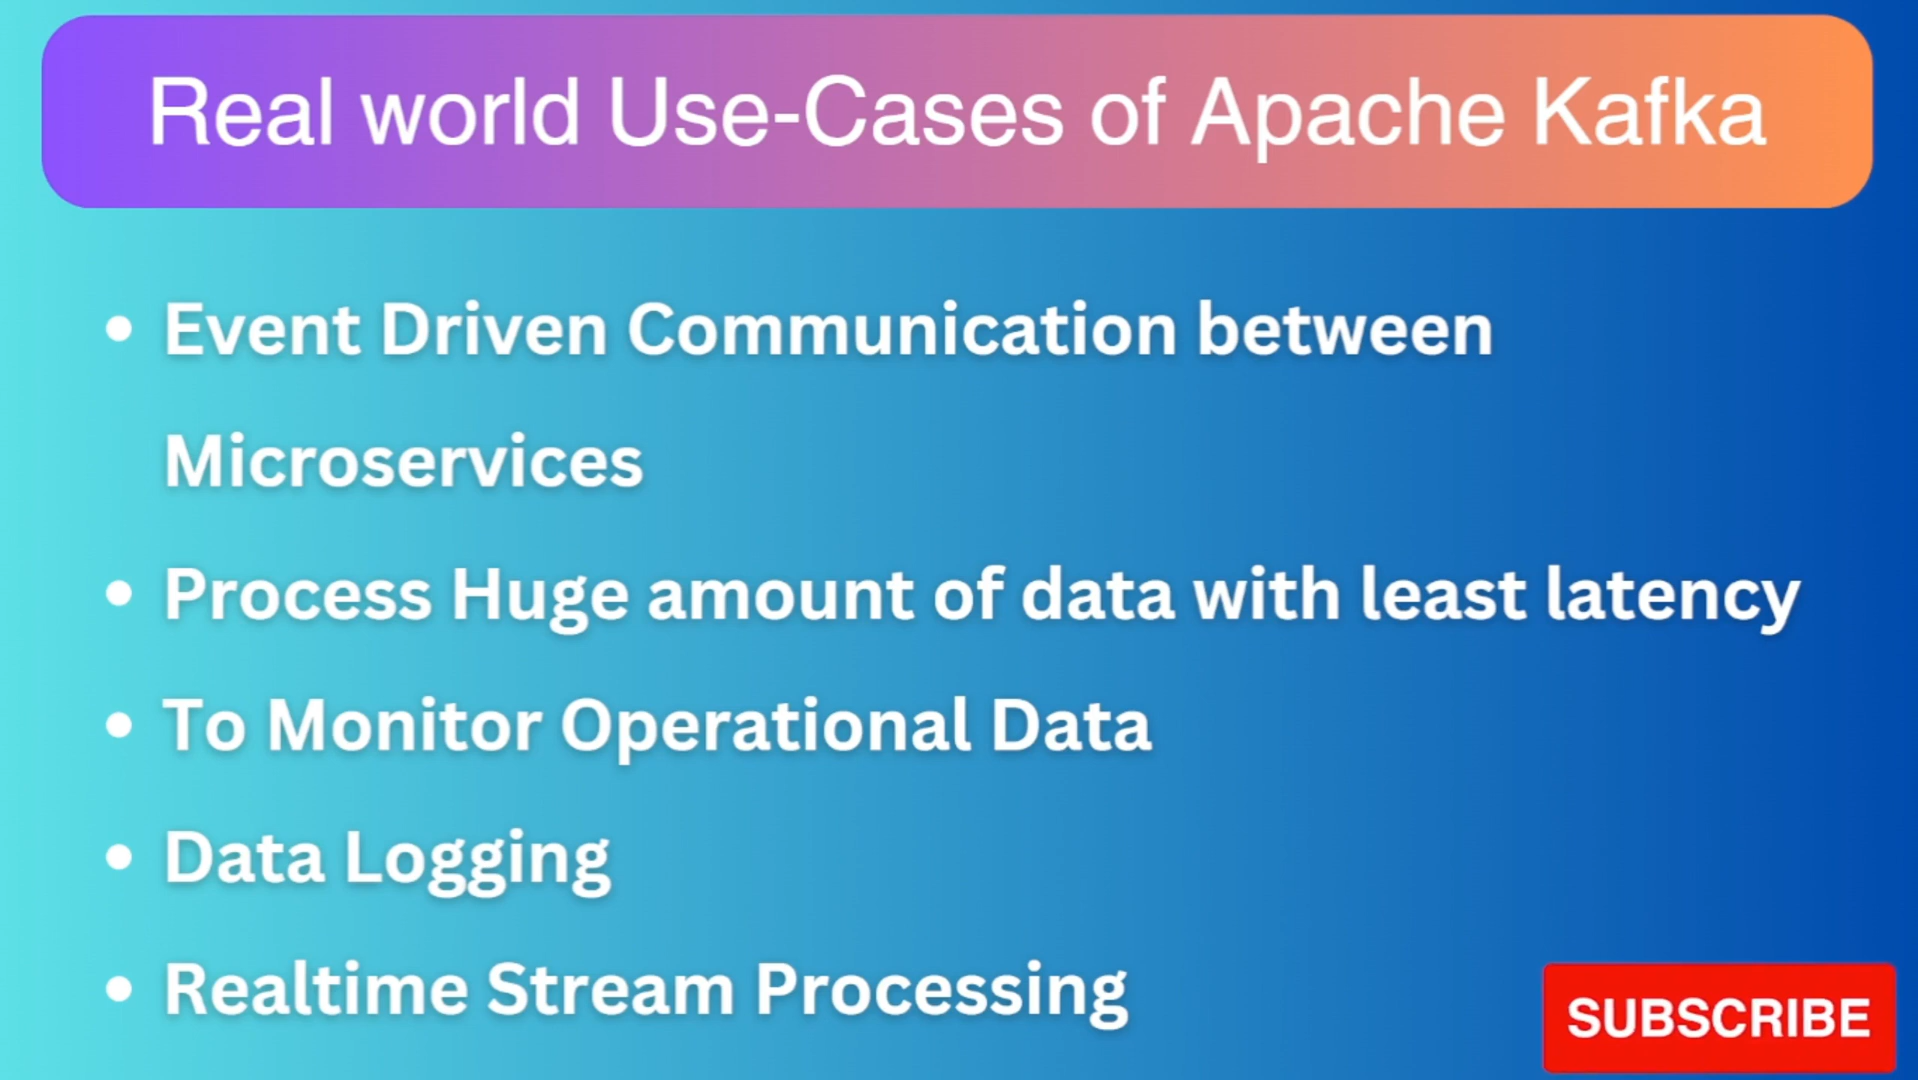 Real world Use-Cases of Apache Kafka
• Event Driven Communication between
Microservices
• Process Huge amount of data with least latency
• To Monitor Operational Data
• Data Logging
• Realtime Stream Processing
SUBSCRIBE